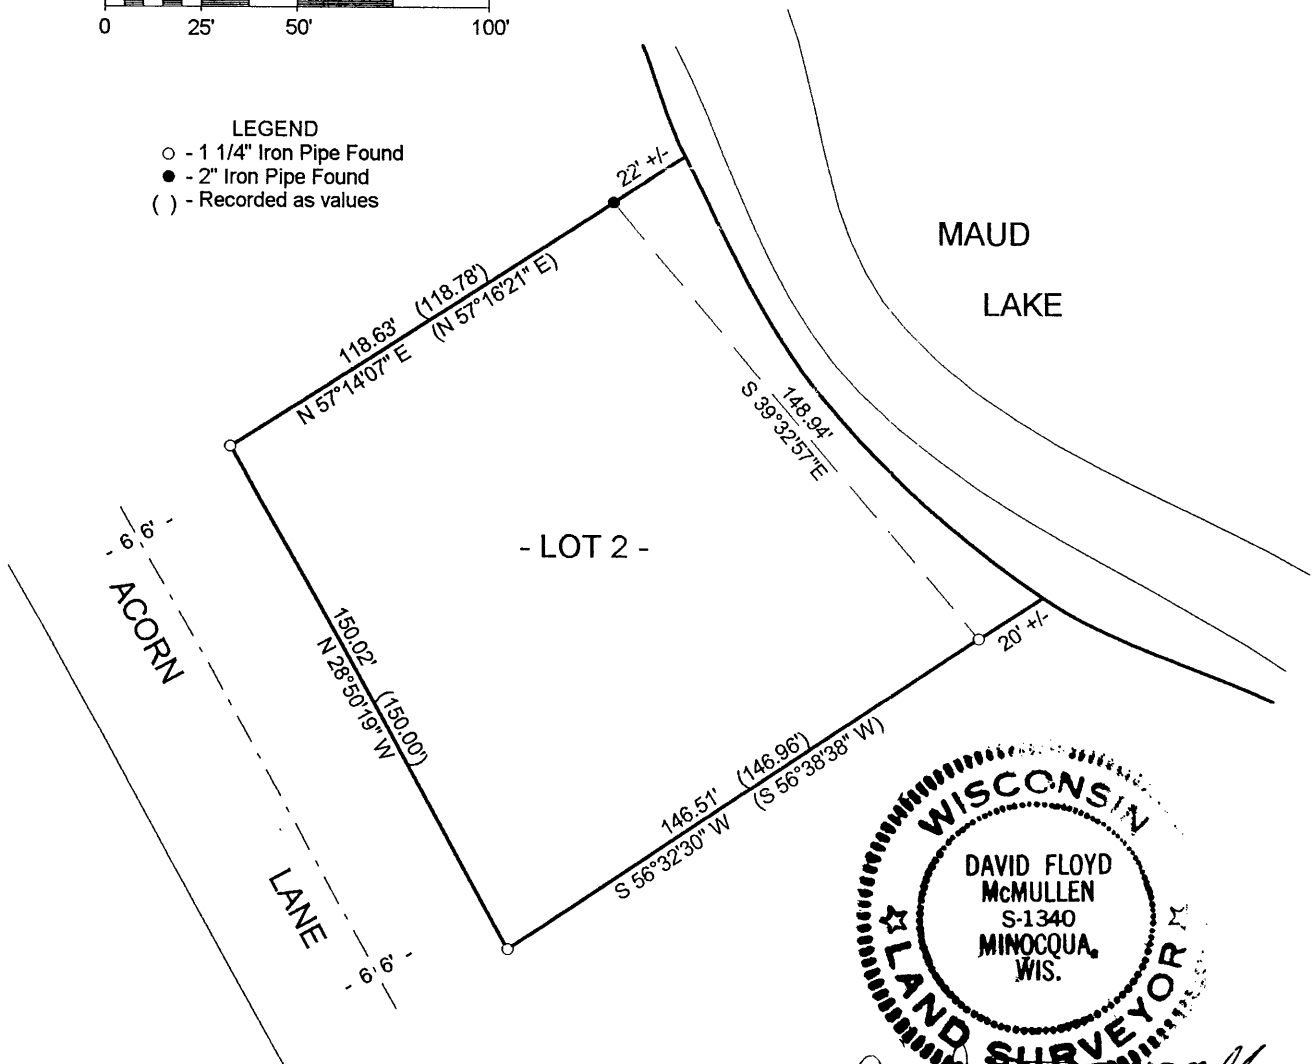 0 25' 50' 100'
LEGEND
○ - 1 1/4" Iron Pipe Found
● - 2" Iron Pipe Found
( ) - Recorded as values
22' +/-
MAUD
LAKE
118.63' (118.78')
N 57°14'07" E (N 57°16'21" E)
148.94'
S 39°32'57"E
- LOT 2 -
- 6 6' -
ACORN
LANE
- 6 6' -
150.02' (150.00')
N 28°50'19" W
20' +/-
146.51' (146.96')
S 56°32'30" W (S 56°38'38" W)
WISCONSIN
DAVID FLOYD
McMULLEN
S-1340
MINOCQUA,
WIS.
LAND SURVEYOR